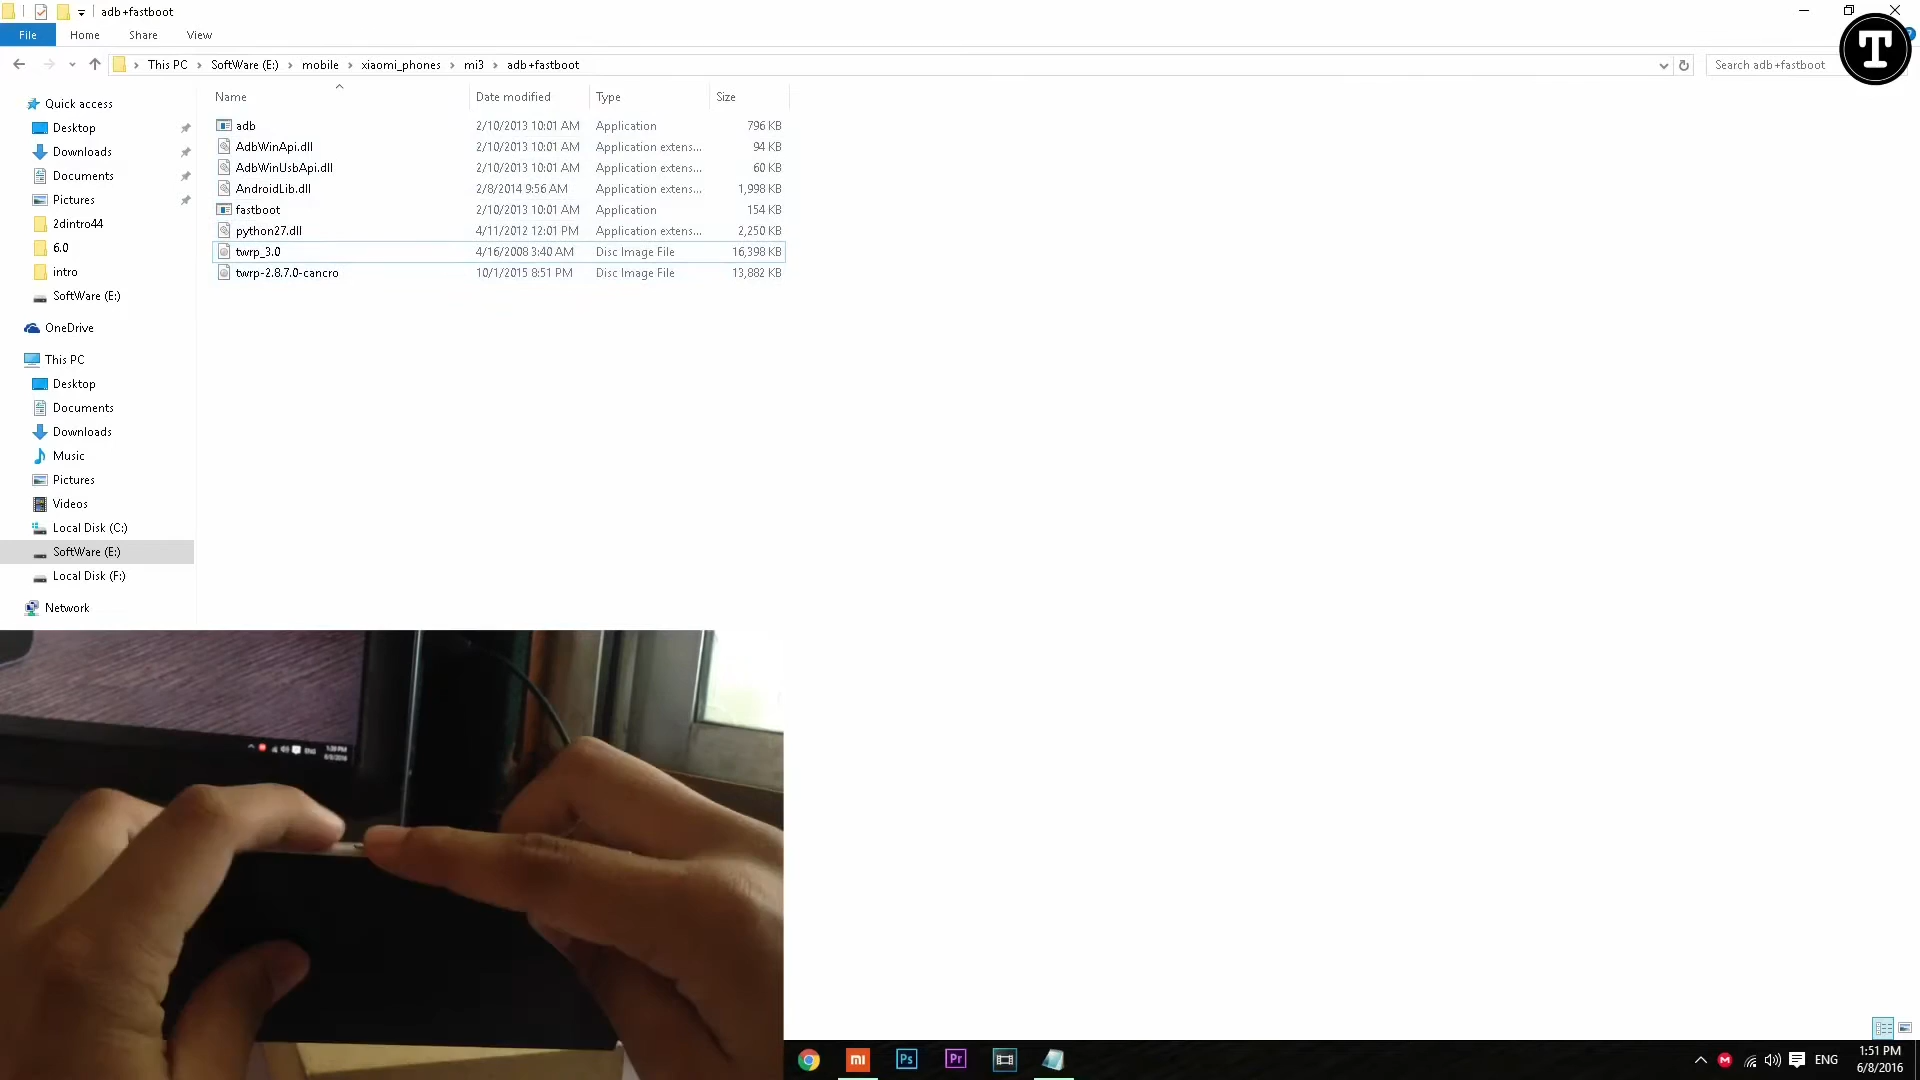 adb+fastboot
File Home Share View
This PC SoftWare (E:) mobile xiaomi_phones mi3 adb+fastboot
Search adb+fastboot
T
Name Date modified Type Size
adb 2/10/2013 10:01 AM Application 796 KB
AdbWinApi.dll 2/10/2013 10:01 AM Application extens... 94 KB
AdbWinUsbApi.dll 2/10/2013 10:01 AM Application extens... 60 KB
AndroidLib.dll 2/8/2014 9:56 AM Application extens... 1,998 KB
fastboot 2/10/2013 10:01 AM Application 154 KB
python27.dll 4/11/2012 12:01 PM Application extens... 2,250 KB
twrp_3.0 4/16/2008 3:40 AM Disc Image File 16,398 KB
twrp-2.8.7.0-cancro 10/1/2015 8:51 PM Disc Image File 13,882 KB
Quick access
Desktop
Downloads
Documents
Pictures
2dintro44
6.0
intro
SoftWare (E:)
OneDrive
This PC
Desktop
Documents
Downloads
Music
Pictures
Videos
Local Disk (C:)
SoftWare (E:)
Local Disk (F:)
Network
mi Ps Pr
ENG
1:51 PM
6/8/2016